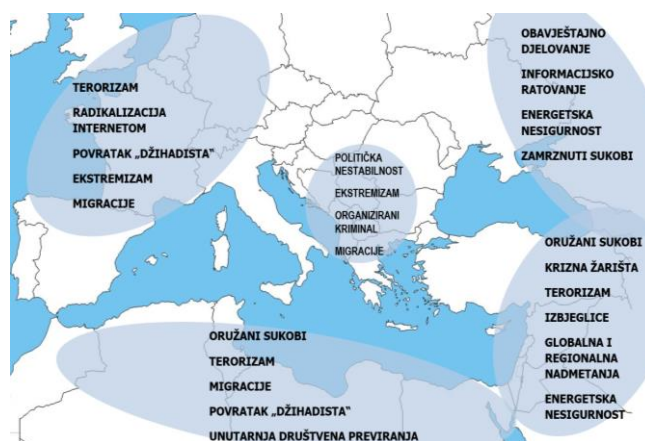 TERORIZAM
RADIKALIZACIJA
INTERNETOM
POVRATAK „DŽIHADISTA“
EKSTREMIZAM
MIGRACIJE
POLITIČKA
NESTABILNOST
EKSTREMIZAM
ORGANIZIRANI
KRIMINAL
MIGRACIJE
OBAVJEŠTAJNO
DJELOVANJE
INFORMACIJSKO
RATOVANJE
ENERGETSKA
NESIGURNOST
ZAMRZNUTI SUKOBI
ORUŽANI SUKOBI
KRIZNA ŽARIŠTA
TERORIZAM
IZBJEGLICE
GLOBALNA I
REGIONALNA
NADMETANJA
ENERGETSKA
NESIGURNOST
ORUŽANI SUKOBI
TERORIZAM
MIGRACIJE
POVRATAK „DŽIHADISTA“
UNUTARNJA DRUŠTVENA PREVIRANJA